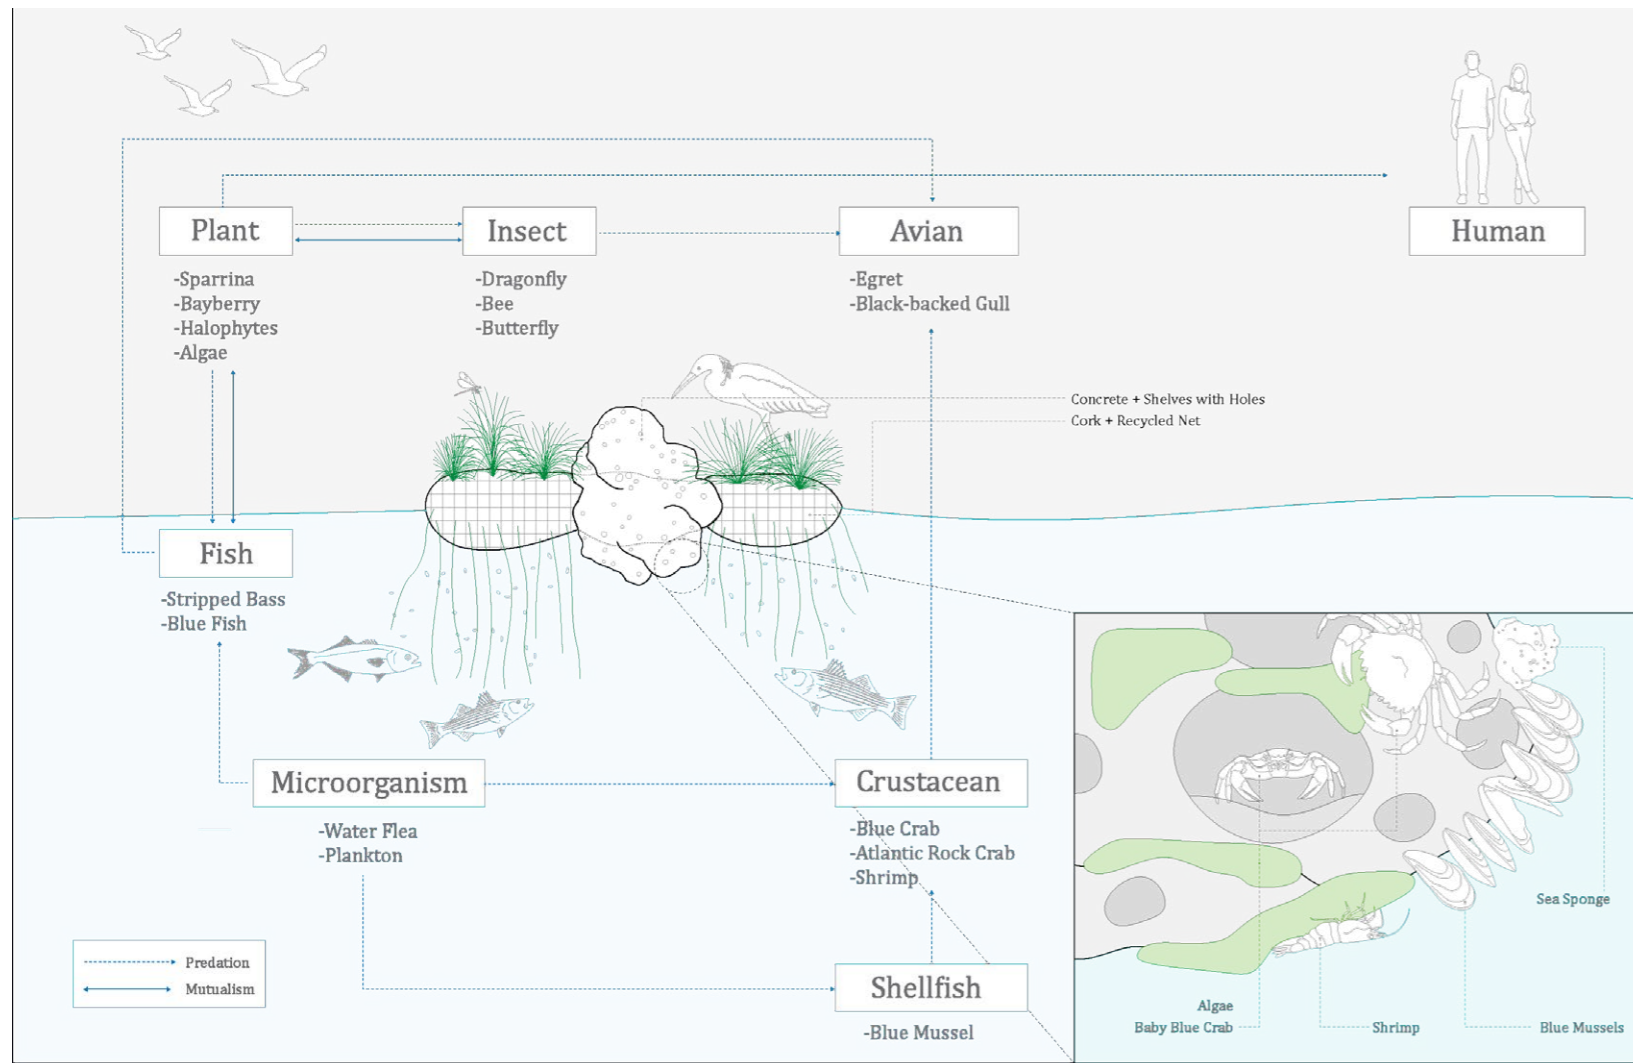 Plant
-Sparrina
-Bayberry
-Halophytes
-Algae
Insect
-Dragonfly
-Bee
-Butterfly
Avian
-Egret
-Black-backed Gull
Human
Concrete + Shelves with Holes
Cork + Recycled Net
Fish
-Stripped Bass
-Blue Fish
Microorganism
-Water Flea
-Plankton
Crustacean
-Blue Crab
-Atlantic Rock Crab
-Shrimp
Shellfish
-Blue Mussel
Predation
Mutualism
Sea Sponge
Algae
Baby Blue Crab
Shrimp
Blue Mussels